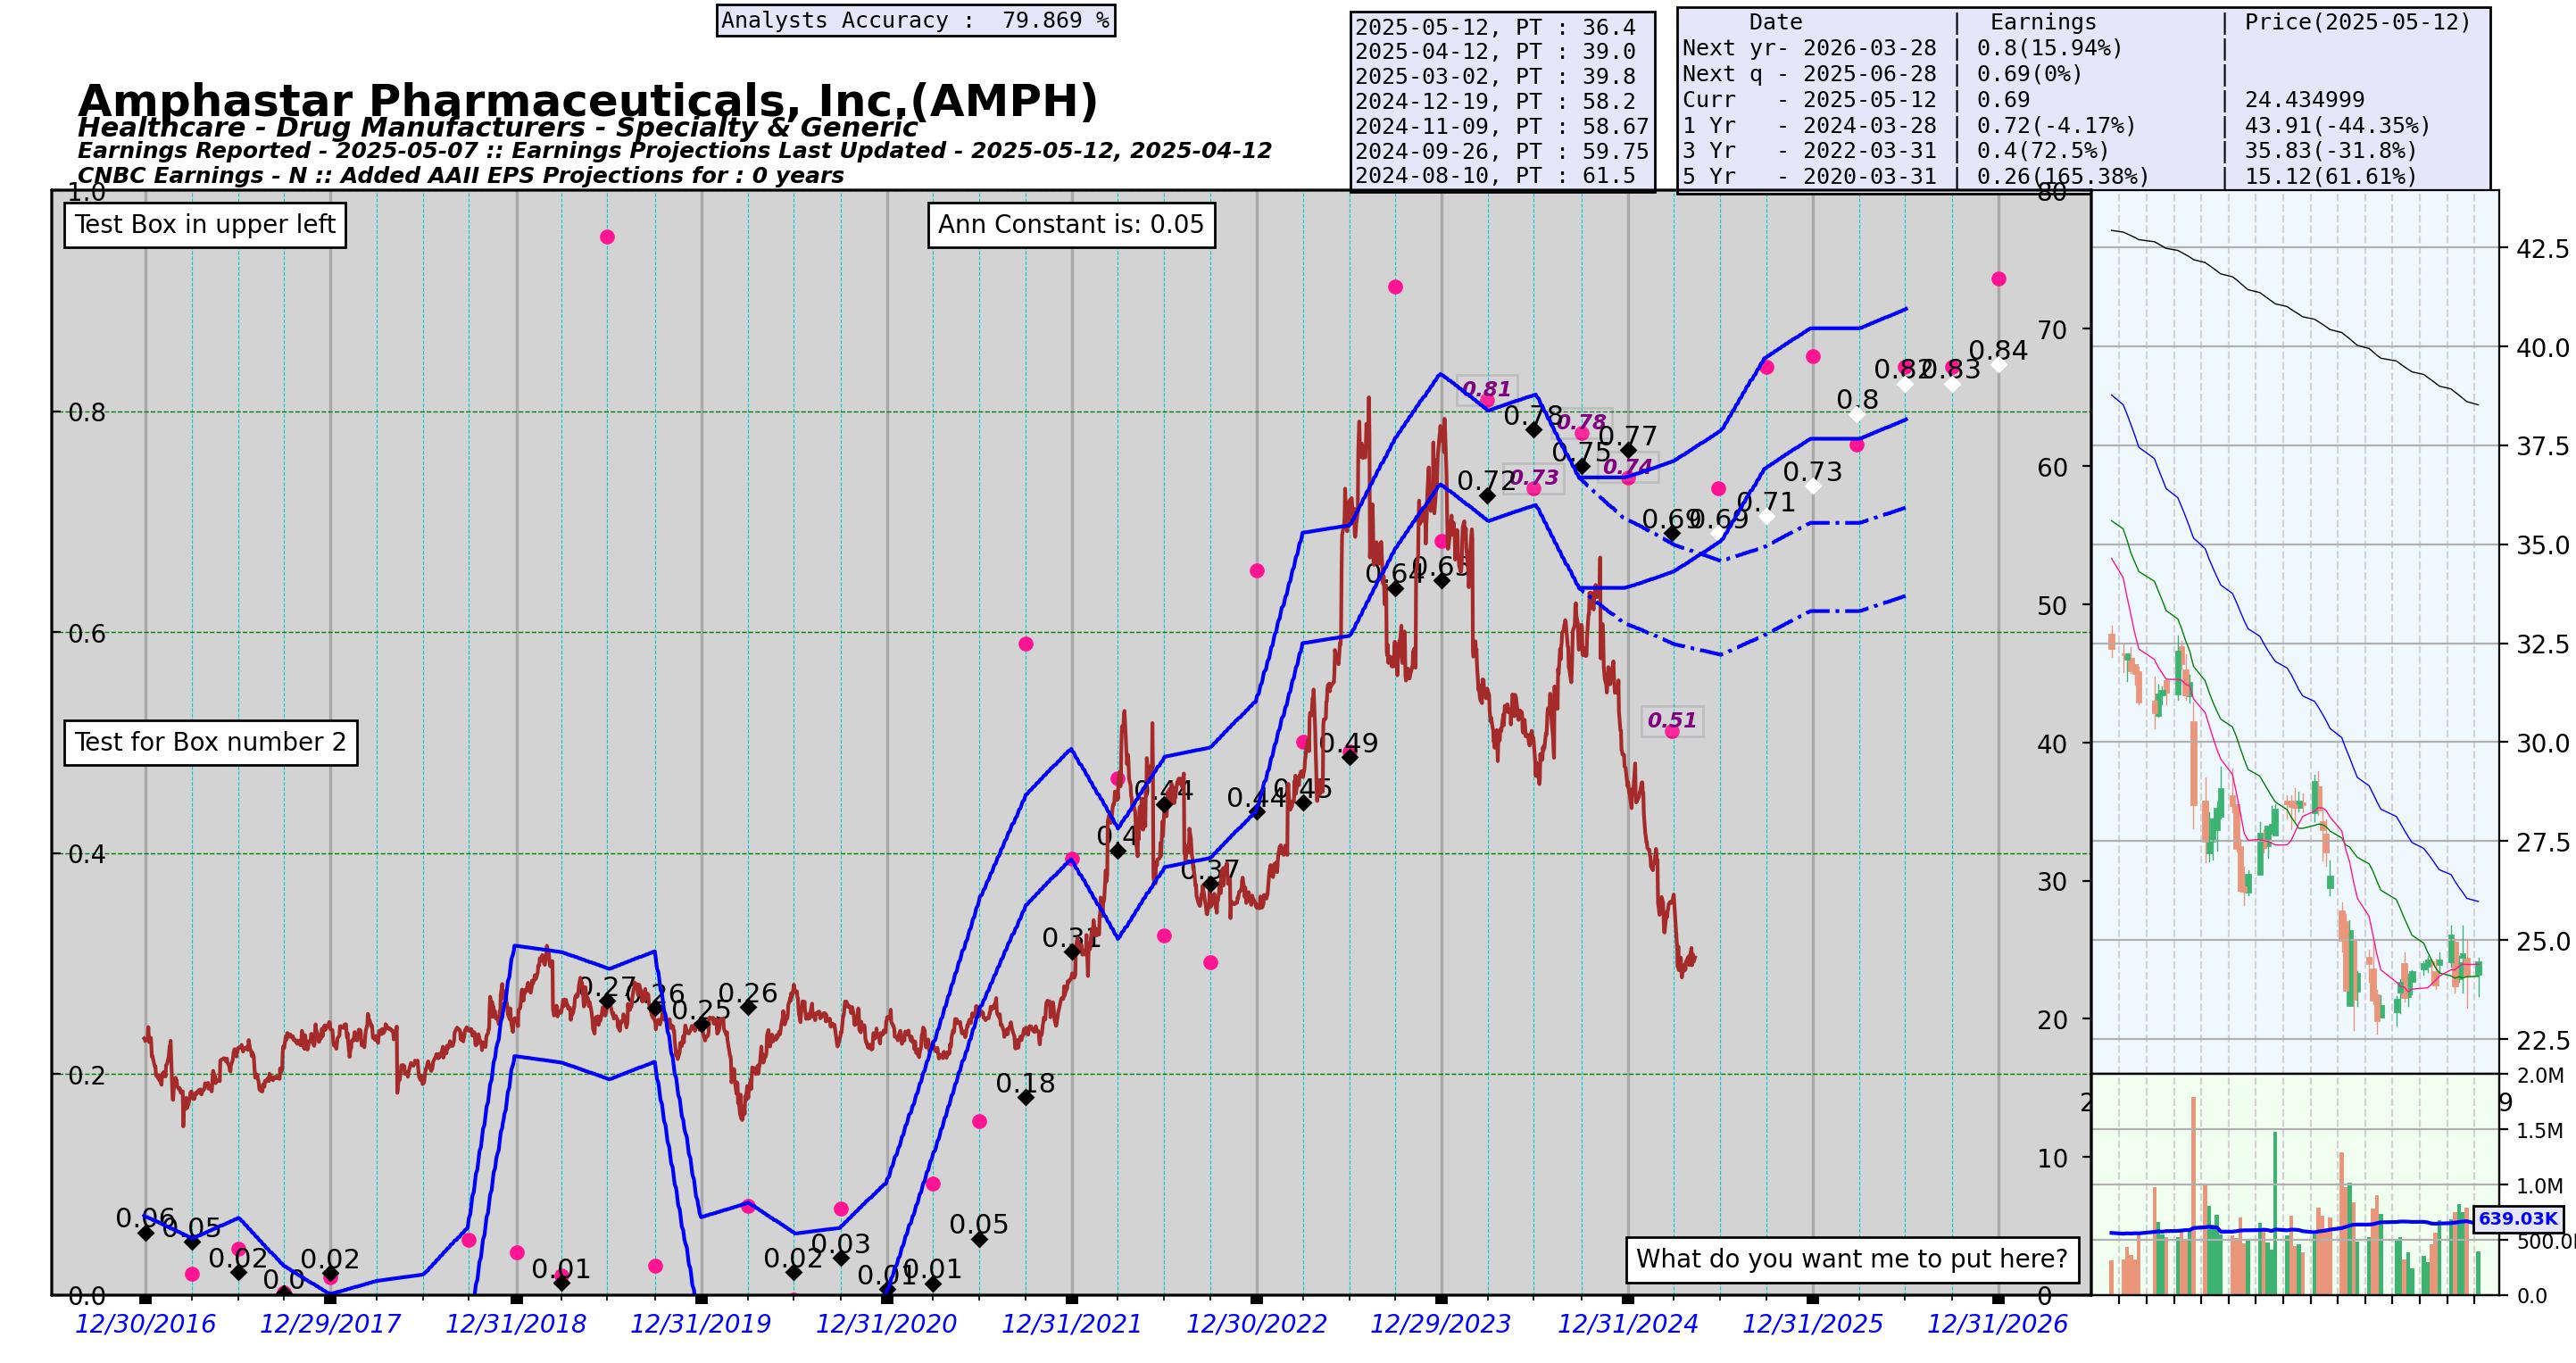 Analysts Accuracy :  79.869 %
2025-05-12, PT : 36.4
2025-04-12, PT : 39.0
2025-03-02, PT : 39.8
2024-12-19, PT : 58.2
2024-11-09, PT : 58.67
2024-09-26, PT : 59.75
2024-08-10, PT : 61.5
Date | Earnings | Price(2025-05-12)
Next yr- 2026-03-28 | 0.8(15.94%) |
Next q - 2025-06-28 | 0.69(0%) |
Curr - 2025-05-12 | 0.69 | 24.434999
1 Yr - 2024-03-28 | 0.72(-4.17%) | 43.91(-44.35%)
3 Yr - 2022-03-31 | 0.4(72.5%) | 35.83(-31.8%)
5 Yr - 2020-03-31 | 0.26(165.38%) | 15.12(61.61%)
Amphastar Pharmaceuticals, Inc.(AMPH)
Healthcare - Drug Manufacturers - Specialty & Generic
Earnings Reported - 2025-05-07 :: Earnings Projections Last Updated - 2025-05-12, 2025-04-12
CNBC Earnings - N :: Added AAII EPS Projections for : 0 years
Test Box in upper left
Ann Constant is: 0.05
Test for Box number 2
What do you want me to put here?
1.0
0.8
0.6
0.4
0.2
0.0
80
70
60
50
40
30
20
10
0
42.5
40.0
37.5
35.0
32.5
30.0
27.5
25.0
22.5
2.0M
1.5M
1.0M
639.03K
0.0
2
9
0.06
0.05
0.02
0.0
0.02
0.01
0.27
0.26
0.25
0.26
0.02
0.03
0.01
0.01
0.05
0.18
0.31
0.4
0.44
0.37
0.44
0.45
0.49
0.64
0.65
0.72
0.81
0.78
0.73
0.75
0.78
0.77
0.74
0.69
0.51
0.69
0.71
0.73
0.8
0.82
0.83
0.84
12/30/2016
12/29/2017
12/31/2018
12/31/2019
12/31/2020
12/31/2021
12/30/2022
12/29/2023
12/31/2024
12/31/2025
12/31/2026